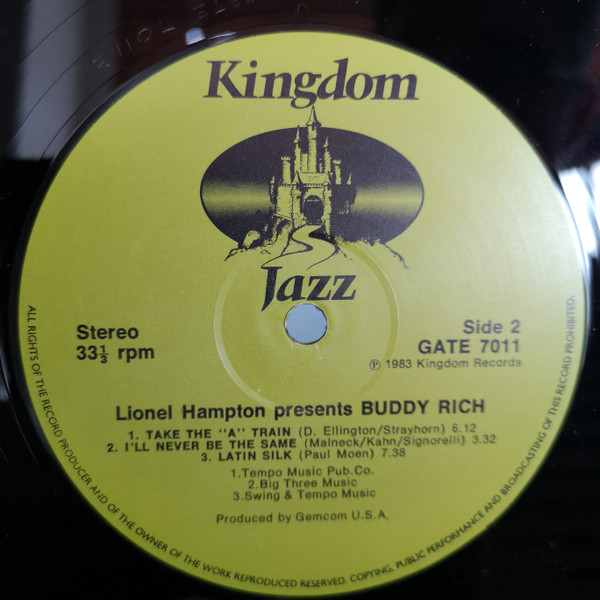 Kingdom
Jazz
Stereo
33⅓ rpm
Side 2
GATE 7011
℗ 1983 Kingdom Records
Lionel Hampton presents BUDDY RICH
1. TAKE THE "A" TRAIN (D. Ellington/Strayhorn) 6.12
2. I'LL NEVER BE THE SAME (Malneck/Kahn/Signorelli) 3.32
3. LATIN SILK (Paul Moen) 7.38
1.Tempo Music Pub.Co.
2.Big Three Music
3.Swing & Tempo Music
Produced by Gemcom U.S.A.
ALL RIGHTS OF THE RECORD PRODUCER AND OF THE OWNER OF THE WORK REPRODUCED RESERVED. COPYING, PUBLIC PERFORMANCE AND BROADCASTING OF THIS RECORD PROHIBITED.